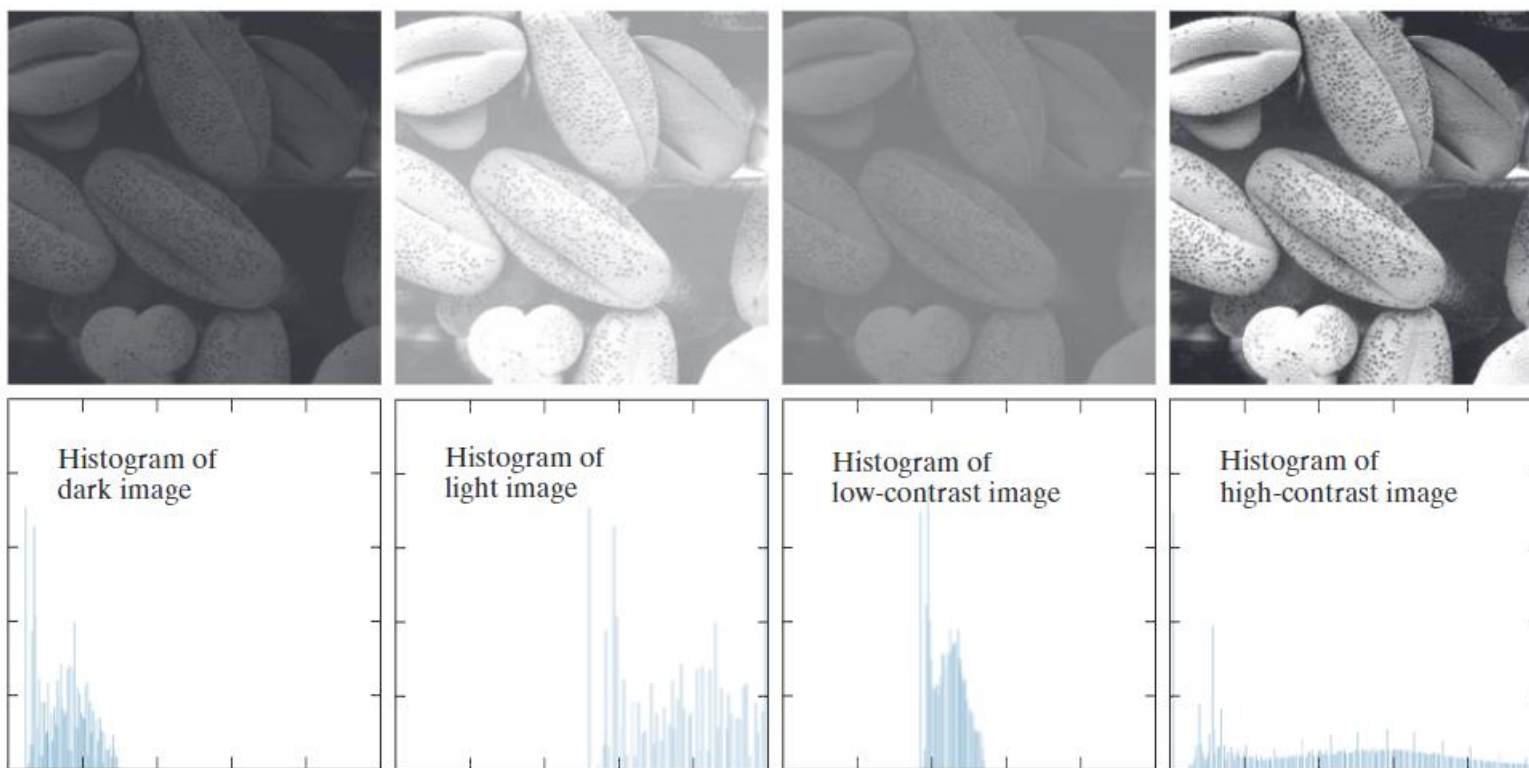 Histogram of
dark image
Histogram of
light image
Histogram of
low-contrast image
Histogram of
high-contrast image